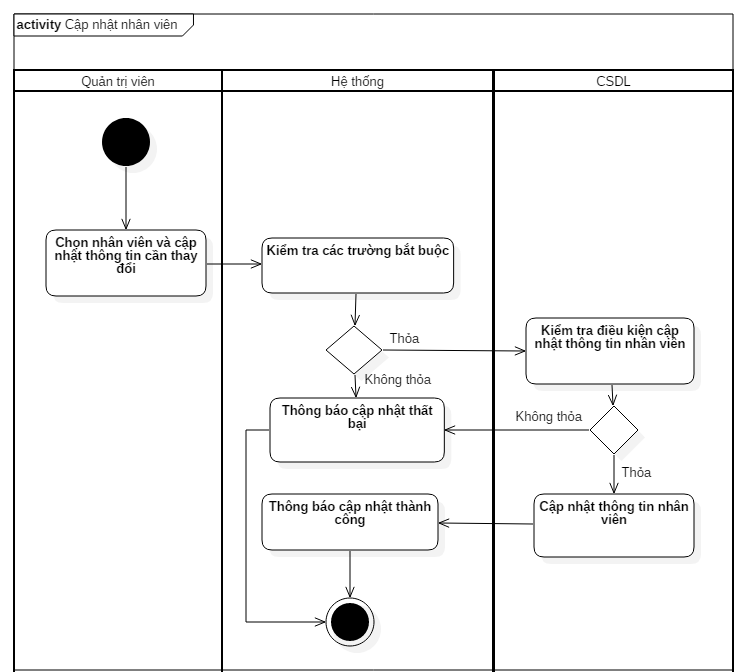 activity Cập nhật nhân viên
Quản trị viên
Hệ thống
CSDL
Chọn nhân viên và cập
nhật thông tin cần thay
đổi
Kiểm tra các trường bắt buộc
Thỏa
Kiểm tra điều kiện cập
nhật thông tin nhân viên
Không thỏa
Thông báo cập nhật thất
bại
Không thỏa
Thỏa
Thông báo cập nhật thành
công
Cập nhật thông tin nhân
viên